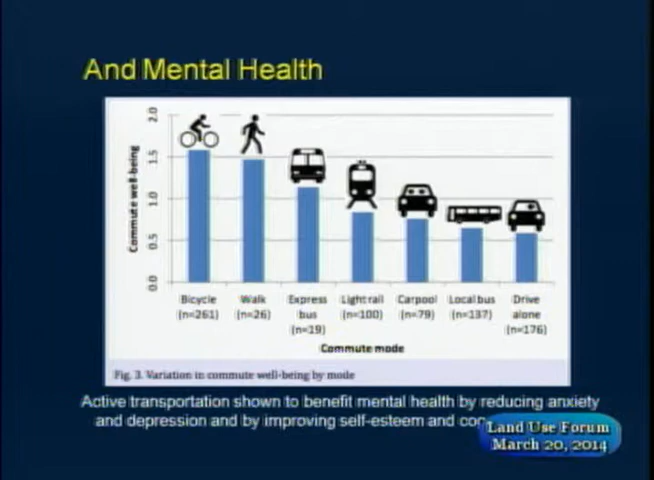 And Mental Health
2.0
1.5
1.0
0.5
0.0
Commute well-being
Bicycle Walk Express Light rail Carpool Local bus Drive
(n=261) (n=26) bus (n=100) (n=79) (n=137) alone
(n=19) (n=176)
Commute mode
Fig. 3. Variation in commute well-being by mode
Active transportation shown to benefit mental health by reducing anxiety
and depression and by improving self-esteem and
Land Use Forum
March 20, 2014